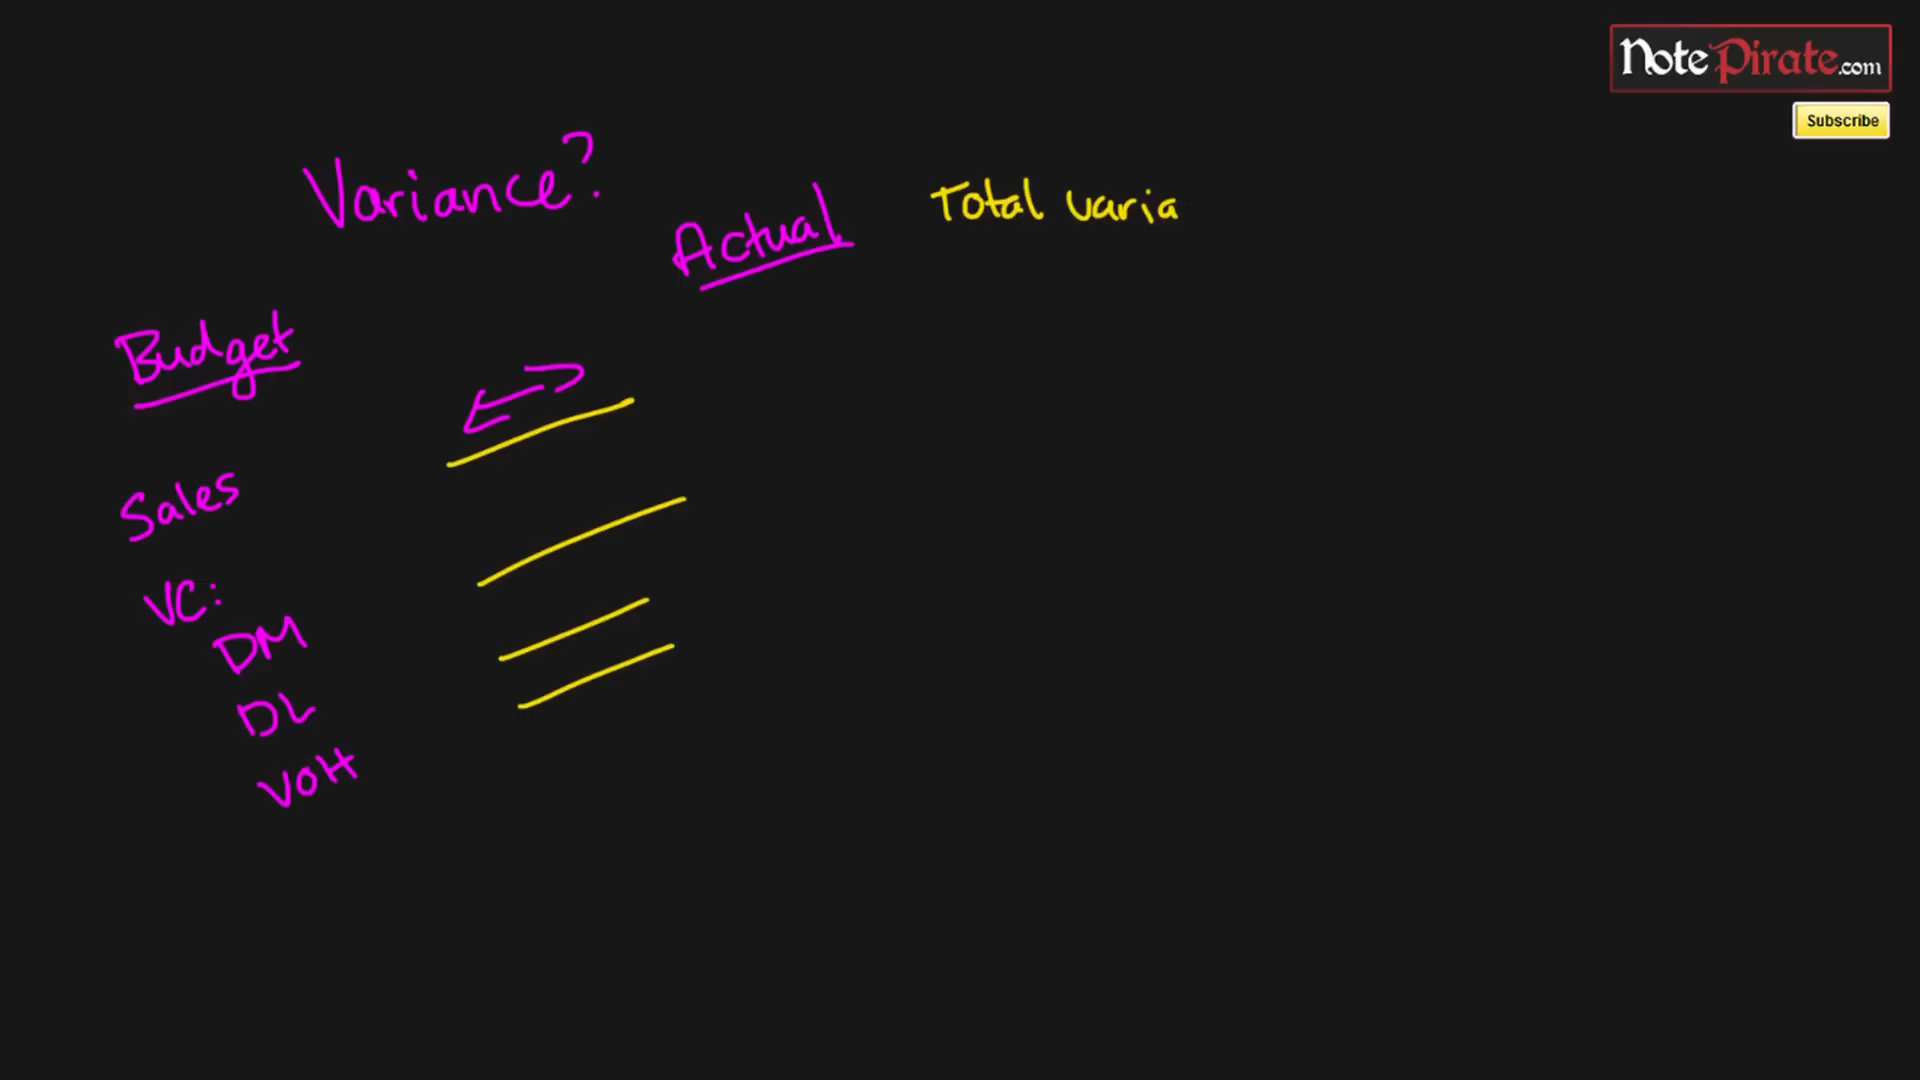 NotePirate.com
Subscribe
Variance?
Actual
Total varia
Budget
Sales
VC:
DM
DL
VOH